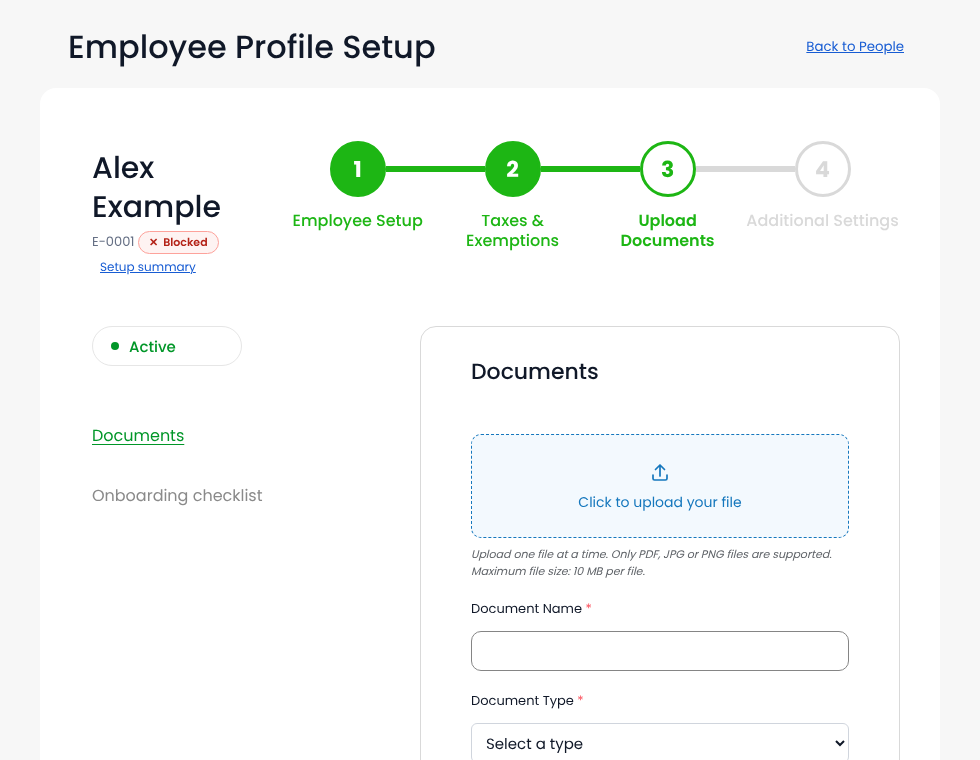 Employee Profile Setup
Back to People
Alex
Example
E-0001 ✕ Blocked
Setup summary
1
2
3
4
Employee Setup
Taxes &
Exemptions
Upload
Documents
Additional Settings
Active
Documents
Onboarding checklist
Documents
Click to upload your file
Upload one file at a time. Only PDF, JPG or PNG files are supported.
Maximum file size: 10 MB per file.
Document Name *
Document Type *
Select a type